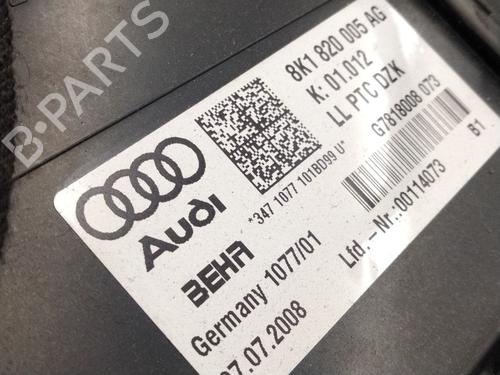 8K1 820 005 AG
K: 01.012
LL PTC DZK
G7818008 073
*347 1077 101BD99 U*
B1
Audi
BEHR
Germany 1077/01
Lfd.-Nr.:00114073
07.07.2008
B-PARTS